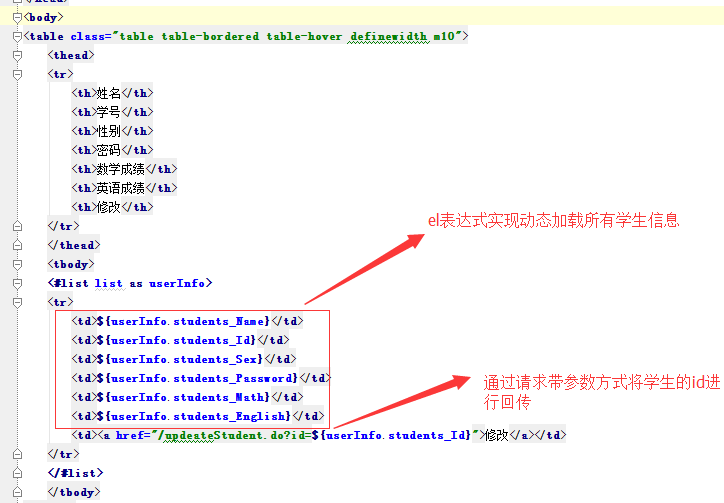 </head>
<body>
<table class="table table-bordered table-hover definewidth m10">
<thead>
<tr>
<th>姓名</th>
<th>学号</th>
<th>性别</th>
<th>密码</th>
<th>数学成绩</th>
<th>英语成绩</th>
<th>修改</th>
</tr>
</thead>
<tbody>
<#list list as userInfo>
<tr>
<td>${userInfo.students_Name}</td>
<td>${userInfo.students_Id}</td>
<td>${userInfo.students_Sex}</td>
<td>${userInfo.students_Password}</td>
<td>${userInfo.students_Math}</td>
<td>${userInfo.students_English}</td>
<td><a href="/updeateStudent.do?id=${userInfo.students_Id}">修改</a></td>
</tr>
</#list>
</tbody>
el表达式实现动态加载所有学生信息
通过请求带参数方式将学生的id进
行回传